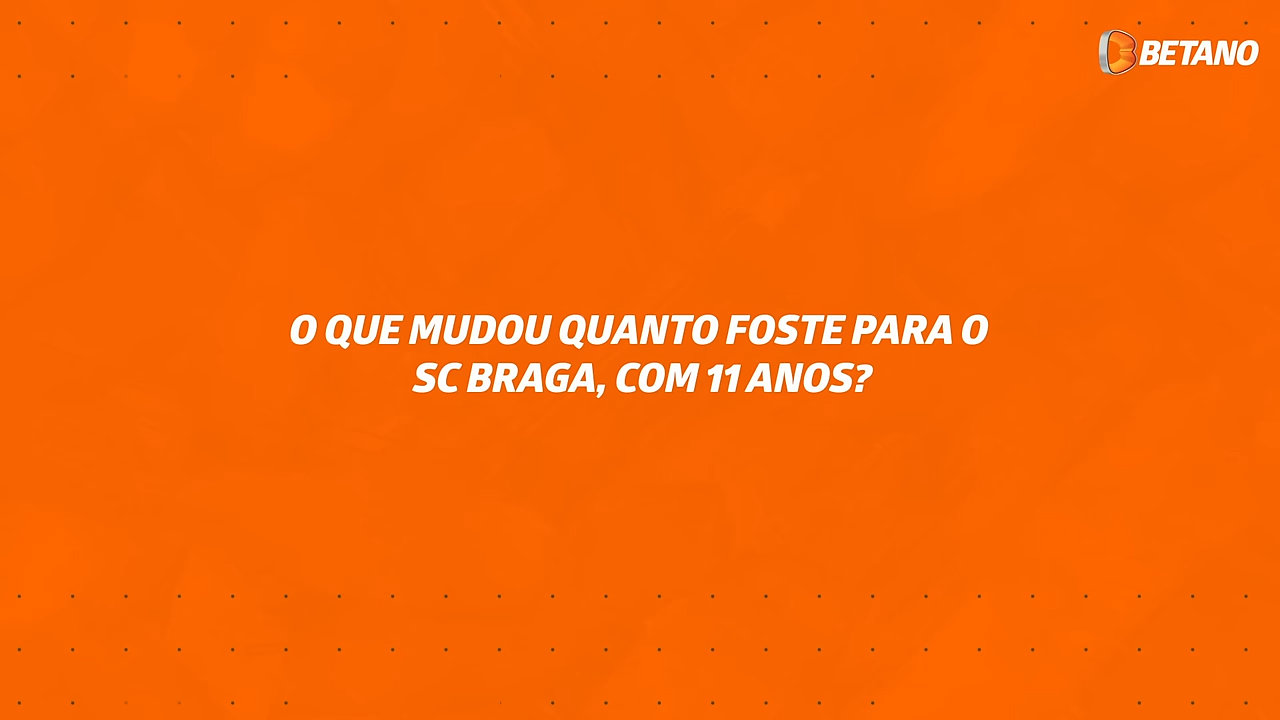 BETANO
O QUE MUDOU QUANTO FOSTE PARA O
SC BRAGA, COM 11 ANOS?